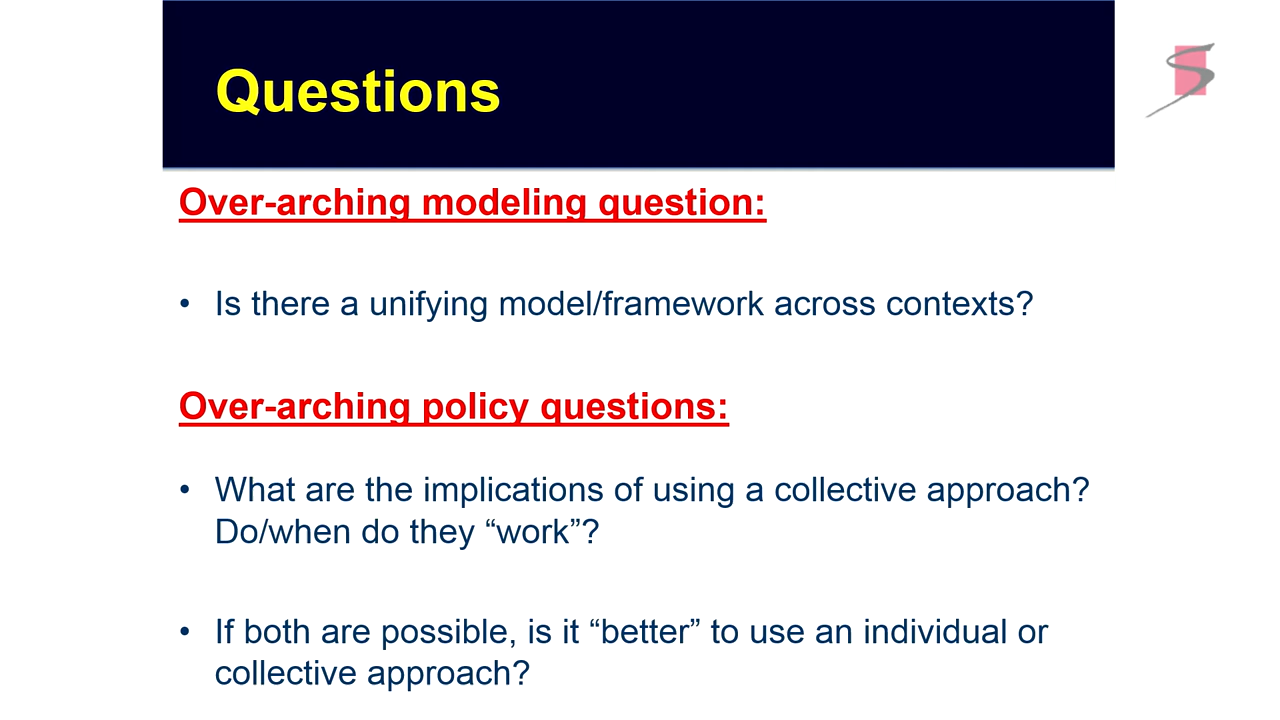 Questions
Over-arching modeling question:
• Is there a unifying model/framework across contexts?
Over-arching policy questions:
• What are the implications of using a collective approach?
Do/when do they “work”?
• If both are possible, is it “better” to use an individual or
collective approach?